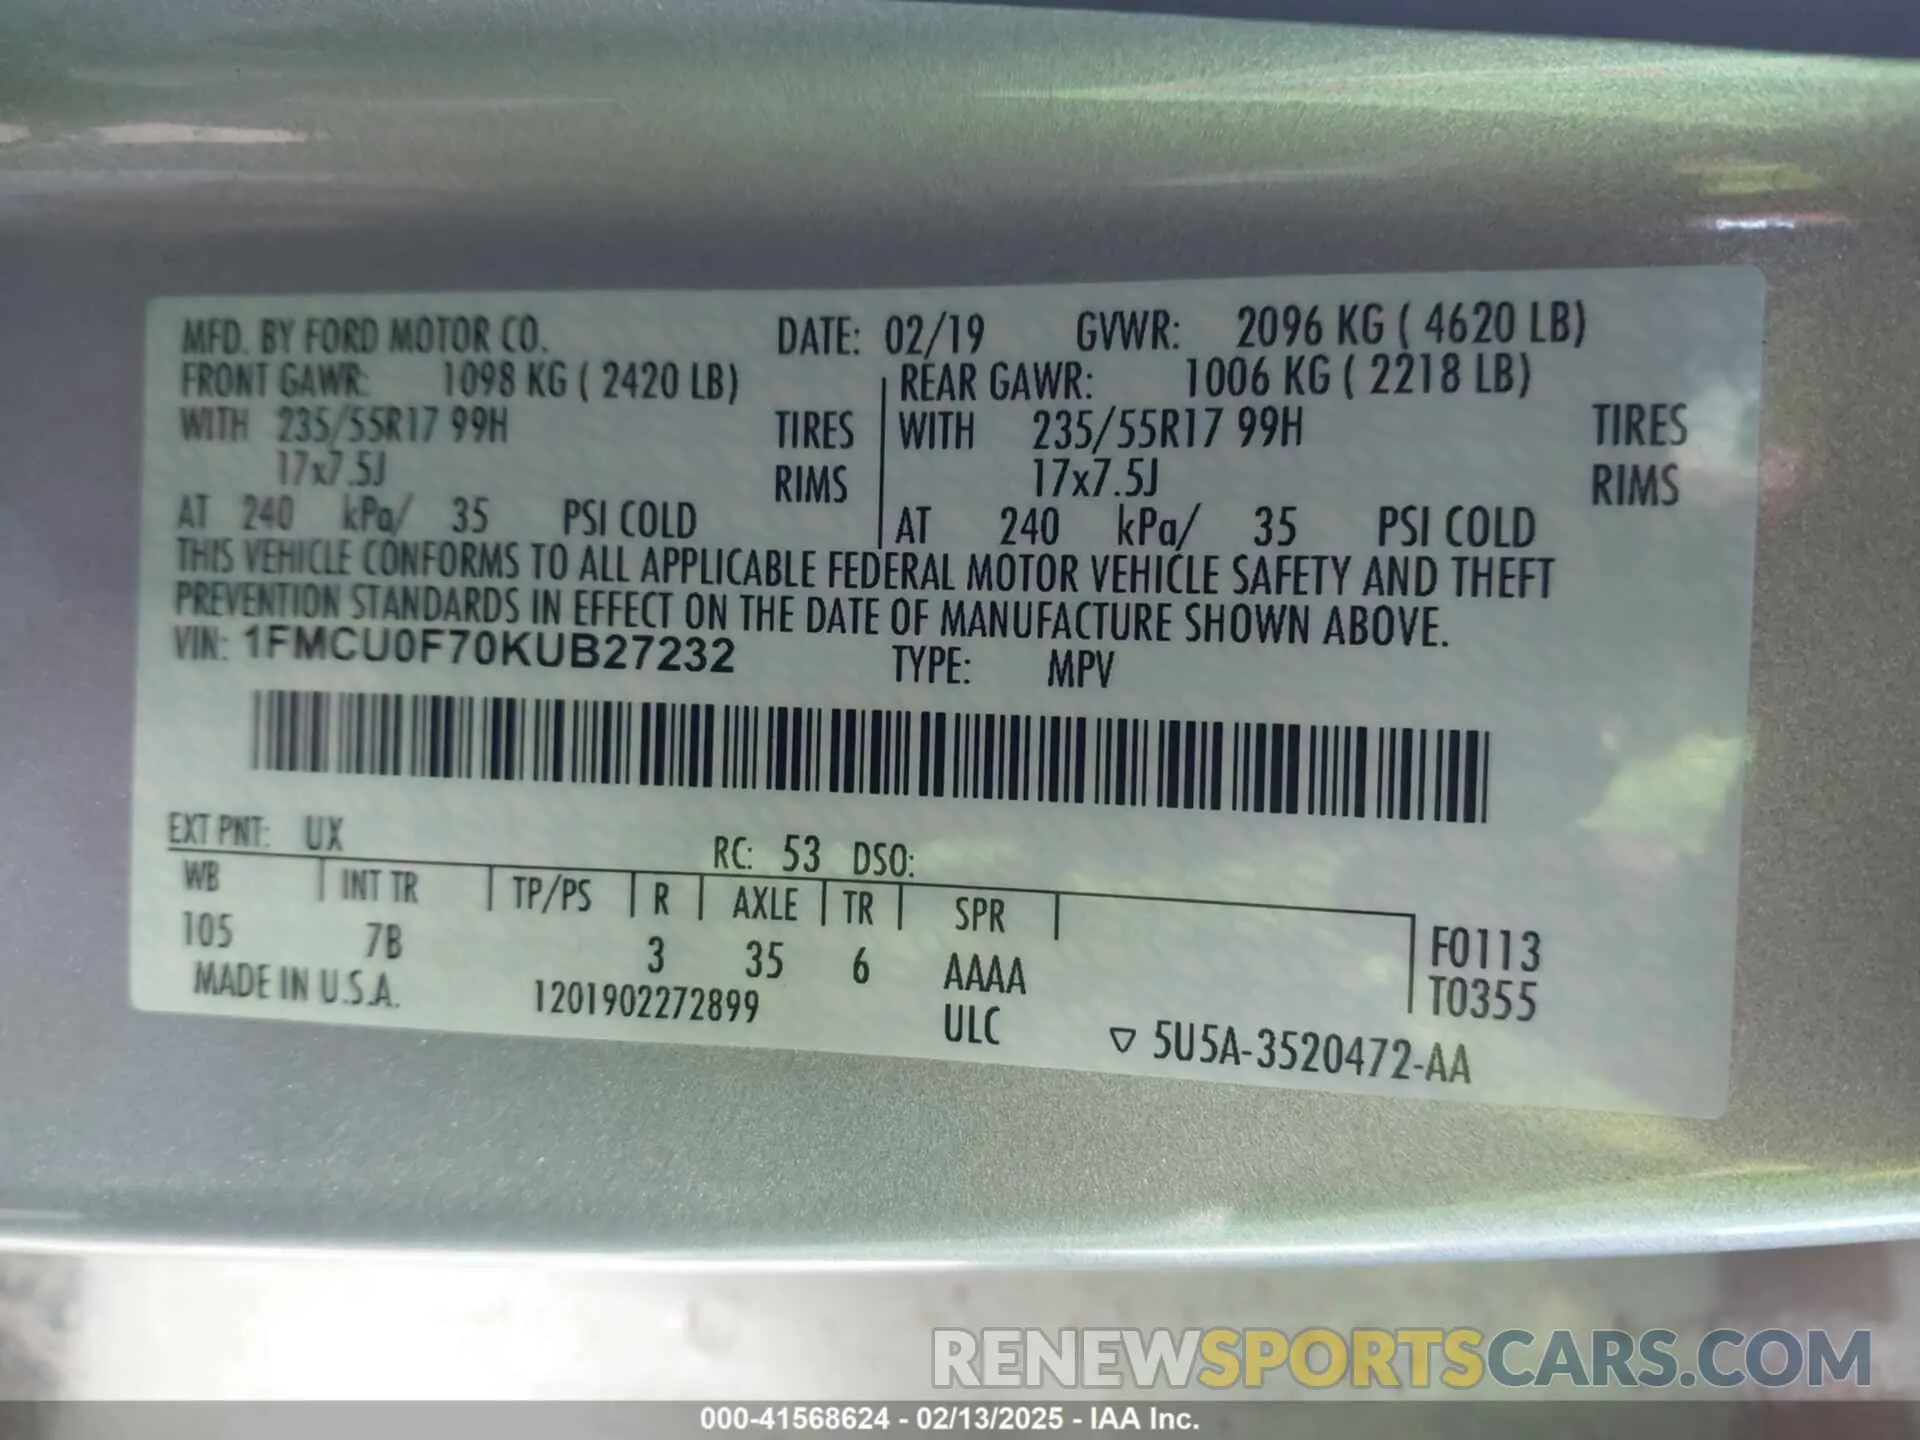 MFD. BY FORD MOTOR CO. DATE: 02/19 GVWR: 2096 KG ( 4620 LB)
FRONT GAWR: 1098 KG ( 2420 LB) REAR GAWR: 1006 KG ( 2218 LB)
WITH 235/55R17 99H TIRES WITH 235/55R17 99H TIRES
17x7.5J RIMS 17x7.5J RIMS
AT 240 kPa/ 35 PSI COLD AT 240 kPa/ 35 PSI COLD
THIS VEHICLE CONFORMS TO ALL APPLICABLE FEDERAL MOTOR VEHICLE SAFETY AND THEFT
PREVENTION STANDARDS IN EFFECT ON THE DATE OF MANUFACTURE SHOWN ABOVE.
VIN: 1FMCU0F70KUB27232 TYPE: MPV
EXT PNT: UX RC: 53 DSO:
WB INT TR TP/PS R AXLE TR SPR
105 7B 3 35 6 AAAA F0113
MADE IN U.S.A. 1201902272899 ULC T0355
▽ 5U5A-3520472-AA
RENEWSPORTSCARS.COM
000-41568624 - 02/13/2025 - IAA Inc.